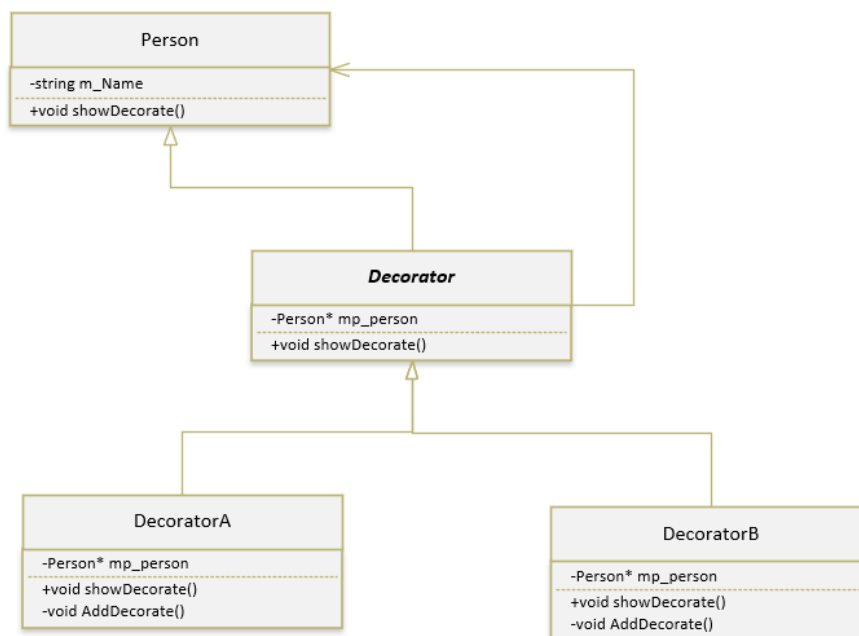 Person
-string m_Name
+void showDecorate()
Decorator
-Person* mp_person
+void showDecorate()
DecoratorA
-Person* mp_person
+void showDecorate()
-void AddDecorate()
DecoratorB
-Person* mp_person
+void showDecorate()
-void AddDecorate()